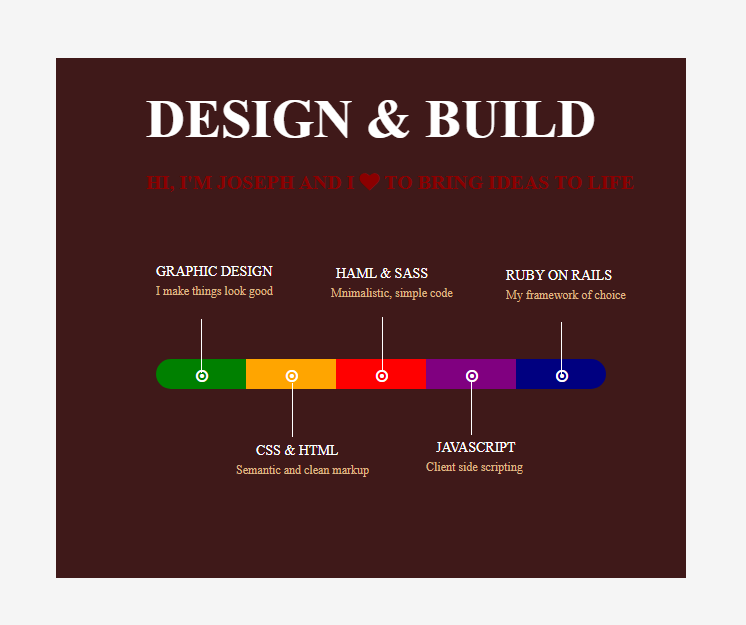 DESIGN & BUILD
HI, I'M JOSEPH AND I ♥ TO BRING IDEAS TO LIFE
GRAPHIC DESIGN
I make things look good
HAML & SASS
Mnimalistic, simple code
RUBY ON RAILS
My framework of choice
CSS & HTML
Semantic and clean markup
JAVASCRIPT
Client side scripting